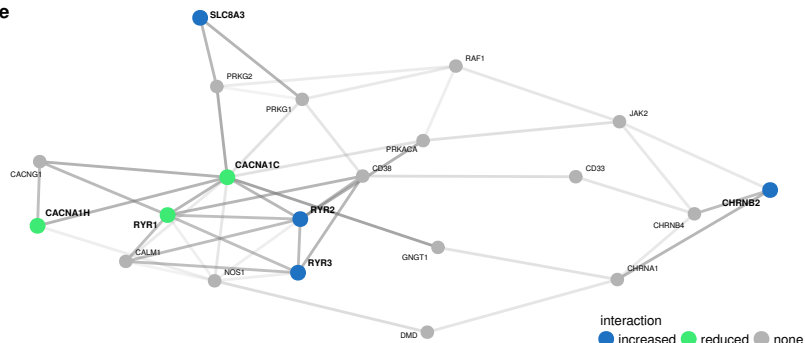 e
SLC8A3
RAF1
PRKG2
PRKG1
JAK2
PRKACA
CACNA1C
CD38
CD33
CACNG1
CHRNB2
CACNA1H
RYR1
RYR2
CHRNB4
CALM1
GNGT1
RYR3
NOS1
CHRNA1
DMD
interaction
increased reduced none